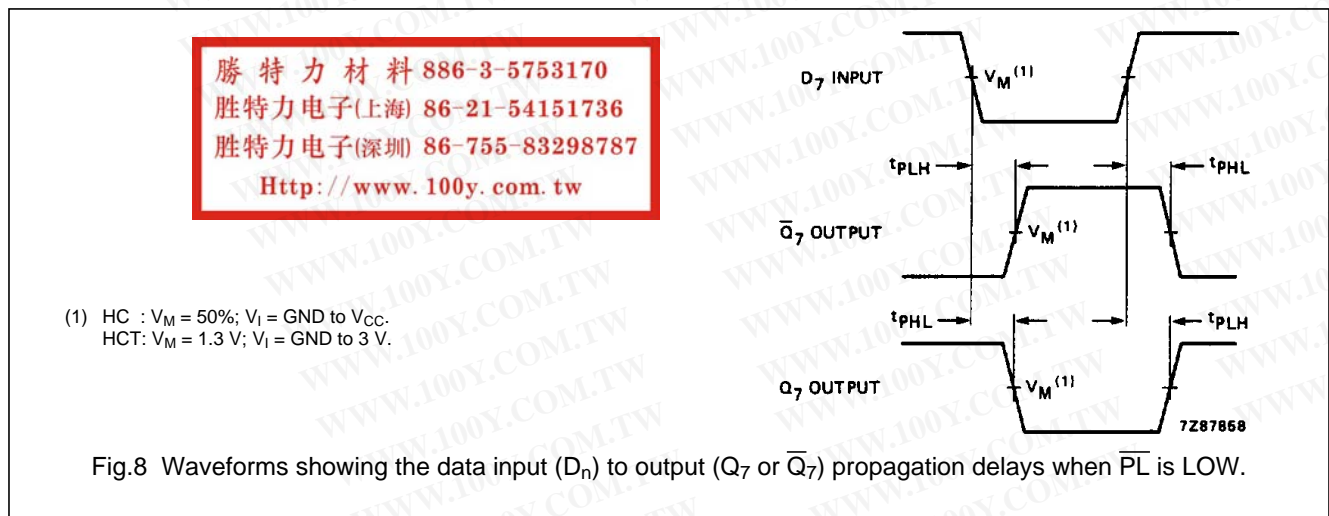 勝特力材料 886-3-5753170
胜特力电子(上海) 86-21-54151736
胜特力电子(深圳) 86-755-83298787
Http://www.100y.com.tw
D7 INPUT
VM(1)
tPLH
tPHL
Q̅7 OUTPUT
VM(1)
(1) HC : VM = 50%; VI = GND to VCC.
HCT: VM = 1.3 V; VI = GND to 3 V.
tPHL
tPLH
Q7 OUTPUT
VM(1)
7Z87858
Fig.8 Waveforms showing the data input (Dn) to output (Q7 or Q̅7) propagation delays when P̅L̅ is LOW.
WWW.100Y.COM.TW